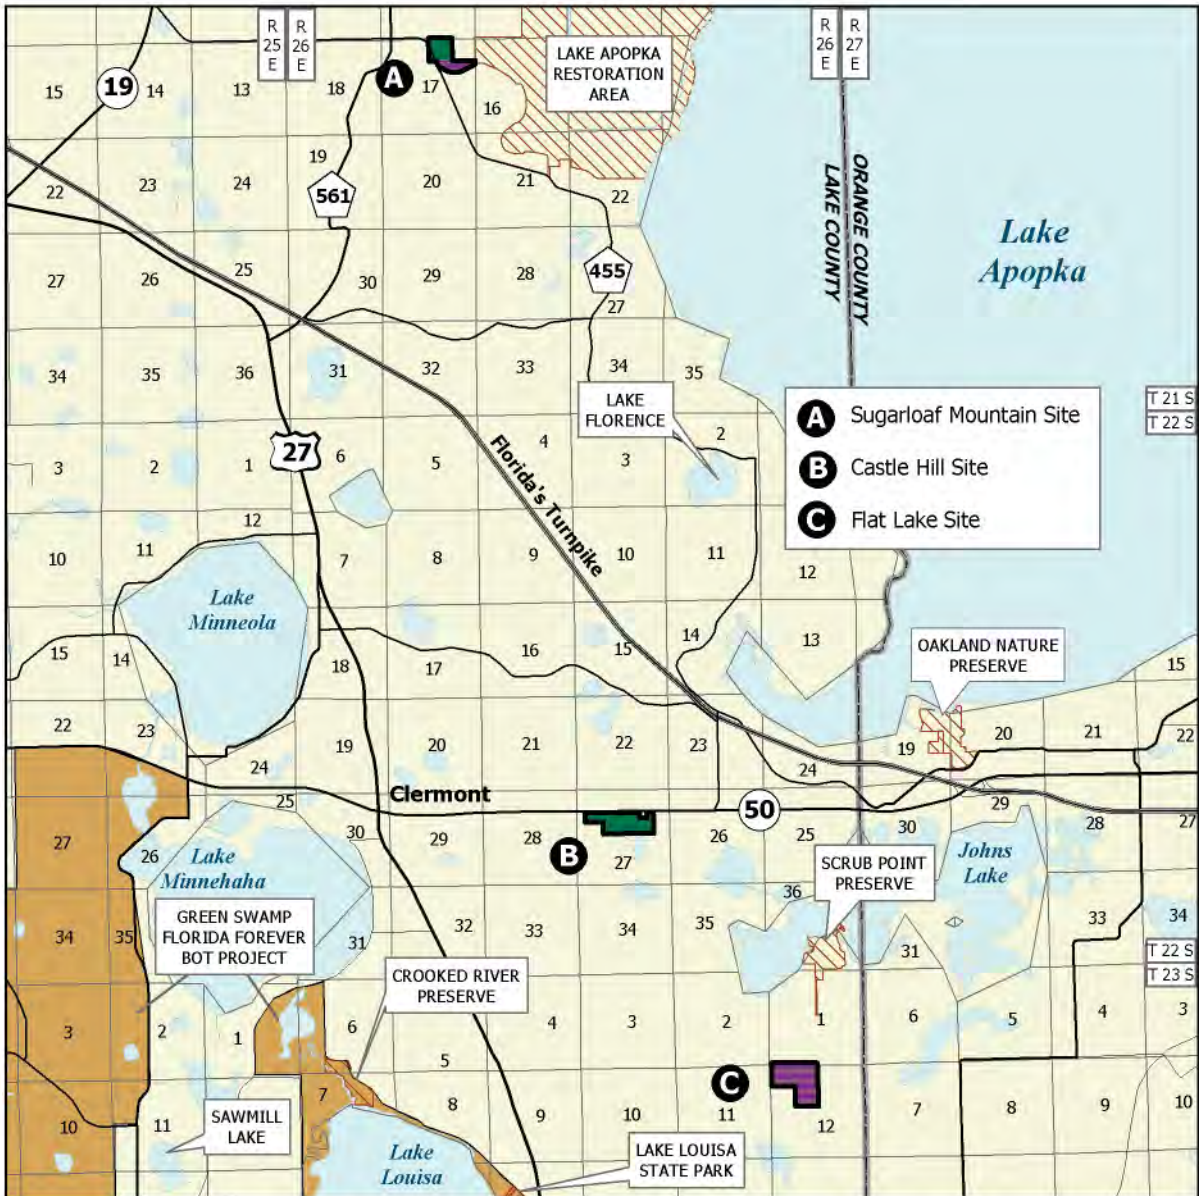 R
25
E
R
26
E
R
26
E
R
27
E
LAKE APOPKA
RESTORATION
AREA
A
17
15
19
14
13
18
16
19
22
23
24
561
20
21
22
ORANGE COUNTY
LAKE COUNTY
Lake
Apopka
27
26
25
30
29
28
455
27
34
35
36
31
32
33
34
35
LAKE
FLORENCE
T 21 S
T 22 S
A Sugarloaf Mountain Site
B Castle Hill Site
C Flat Lake Site
3
2
1
27
6
5
4
3
2
Florida's Turnpike
12
10
11
7
8
9
10
11
12
Lake
Minneola
15
14
18
17
16
15
14
13
OAKLAND NATURE
PRESERVE
15
22
23
19
20
21
22
23
19
20
21
22
24
24
25
Clermont
50
29
27
26
30
29
28
B
27
26
25
30
28
27
Lake
Minnehaha
SCRUB POINT
PRESERVE
Johns
Lake
36
GREEN SWAMP
FLORIDA FOREVER
BOT PROJECT
34
35
31
32
33
34
35
31
33
34
T 22 S
T 23 S
CROOKED RIVER
PRESERVE
3
2
1
6
5
4
3
2
1
6
5
4
3
C
7
8
9
10
11
12
7
8
9
10
10
11
SAWMILL
LAKE
Lake
Louisa
LAKE LOUISA
STATE PARK